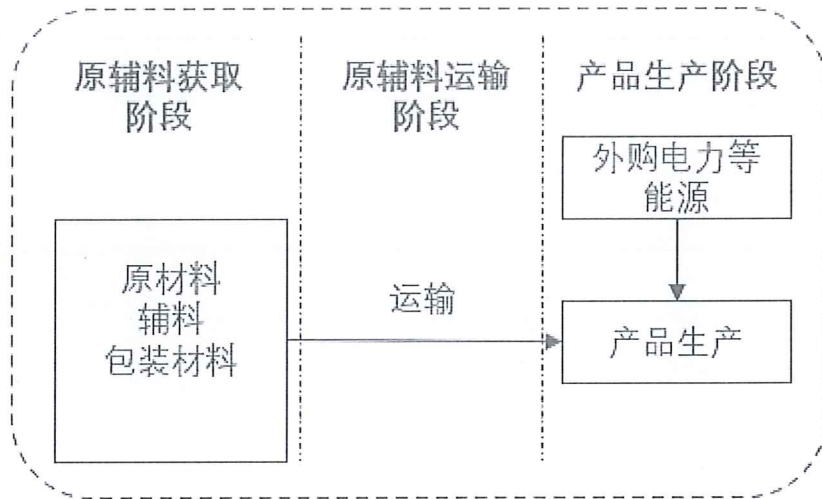 原辅料获取
阶段
原辅料运输
阶段
产品生产阶段
外购电力等
能源
原材料
辅料
包装材料
运输
产品生产